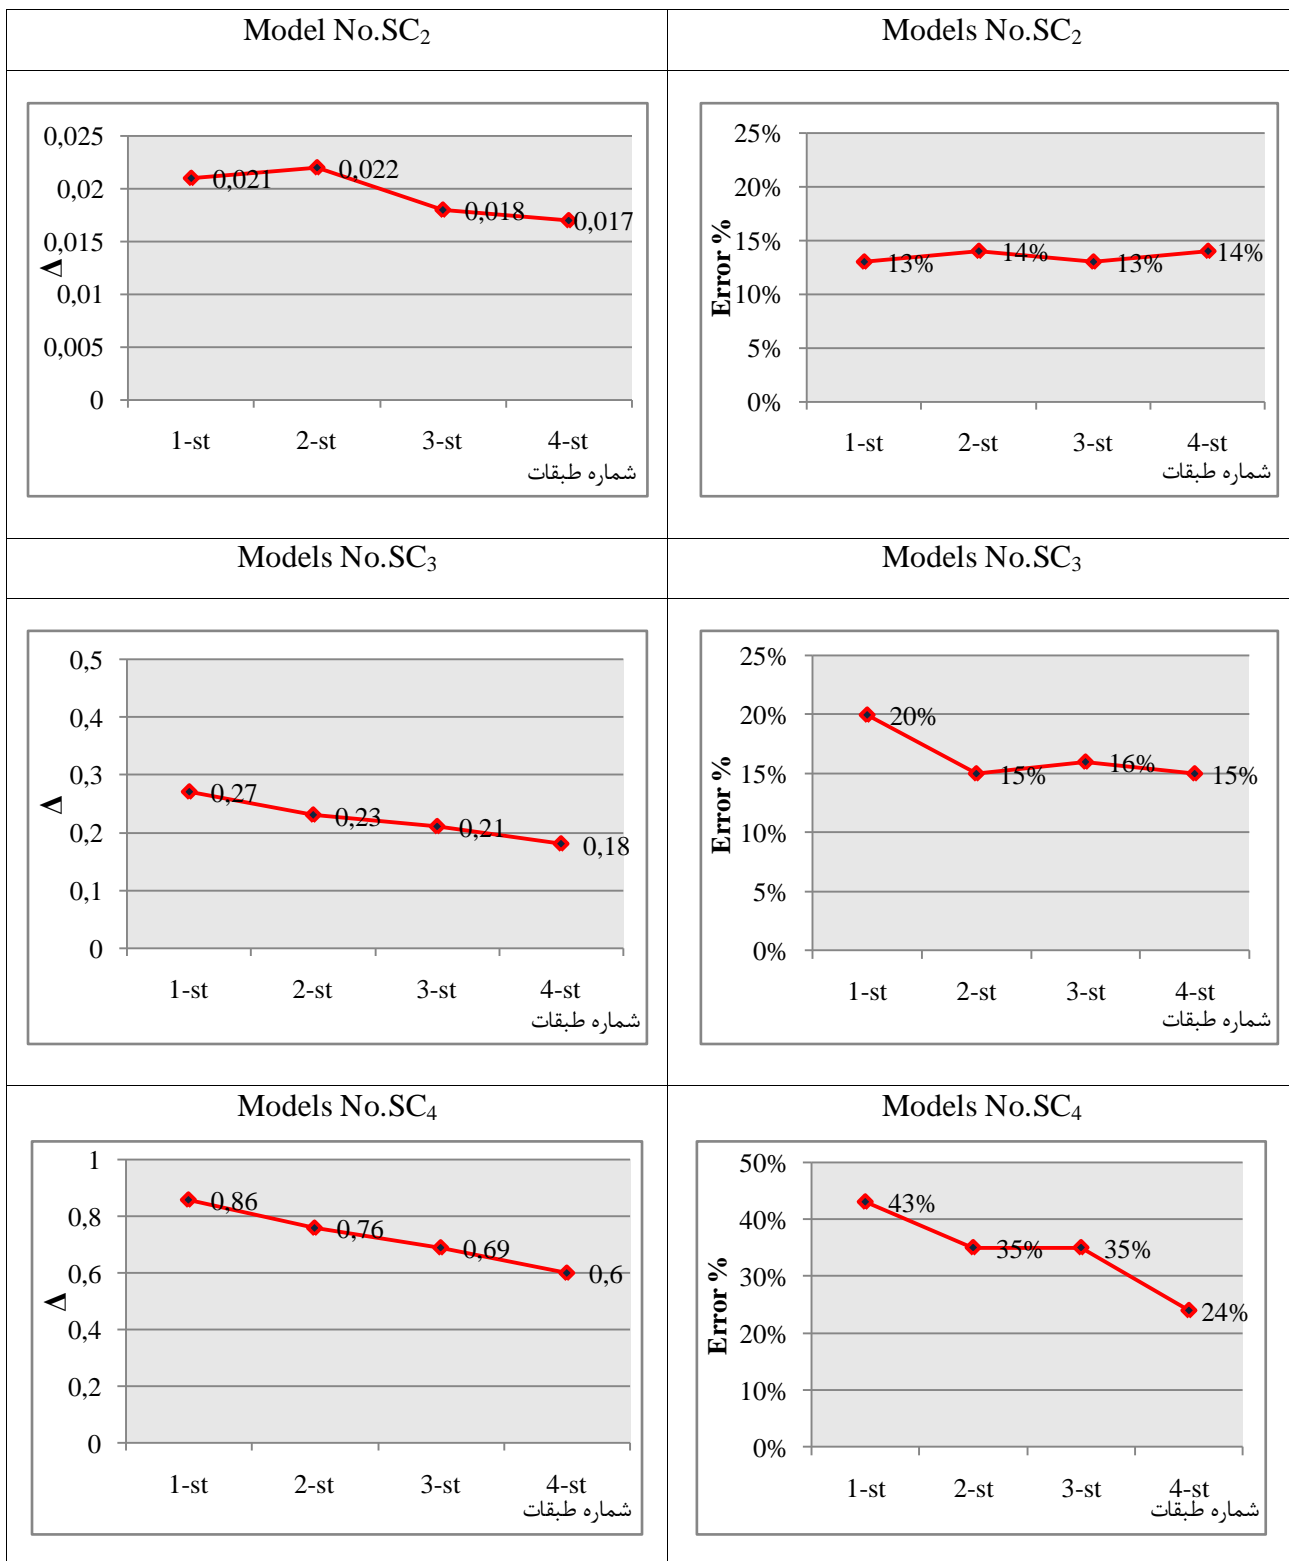 Model No.SC₂
Models No.SC₂
0,025
0,02
0,015
0,01
0,005
0
Δ
0,021
0,022
0,018
0,017
1-st 2-st 3-st 4-st
شماره طبقات
25%
20%
15%
10%
5%
0%
Error %
13%
14%
13%
14%
1-st 2-st 3-st 4-st
شماره طبقات
Models No.SC₃
Models No.SC₃
0,5
0,4
0,3
0,2
0,1
0
Δ
0,27
0,23
0,21
0,18
1-st 2-st 3-st 4-st
شماره طبقات
25%
20%
15%
10%
5%
0%
Error %
20%
15%
16%
15%
1-st 2-st 3-st 4-st
شماره طبقات
Models No.SC₄
Models No.SC₄
1
0,8
0,6
0,4
0,2
0
Δ
0,86
0,76
0,69
0,6
1-st 2-st 3-st 4-st
شماره طبقات
50%
40%
30%
20%
10%
0%
Error %
43%
35%
35%
24%
1-st 2-st 3-st 4-st
شماره طبقات